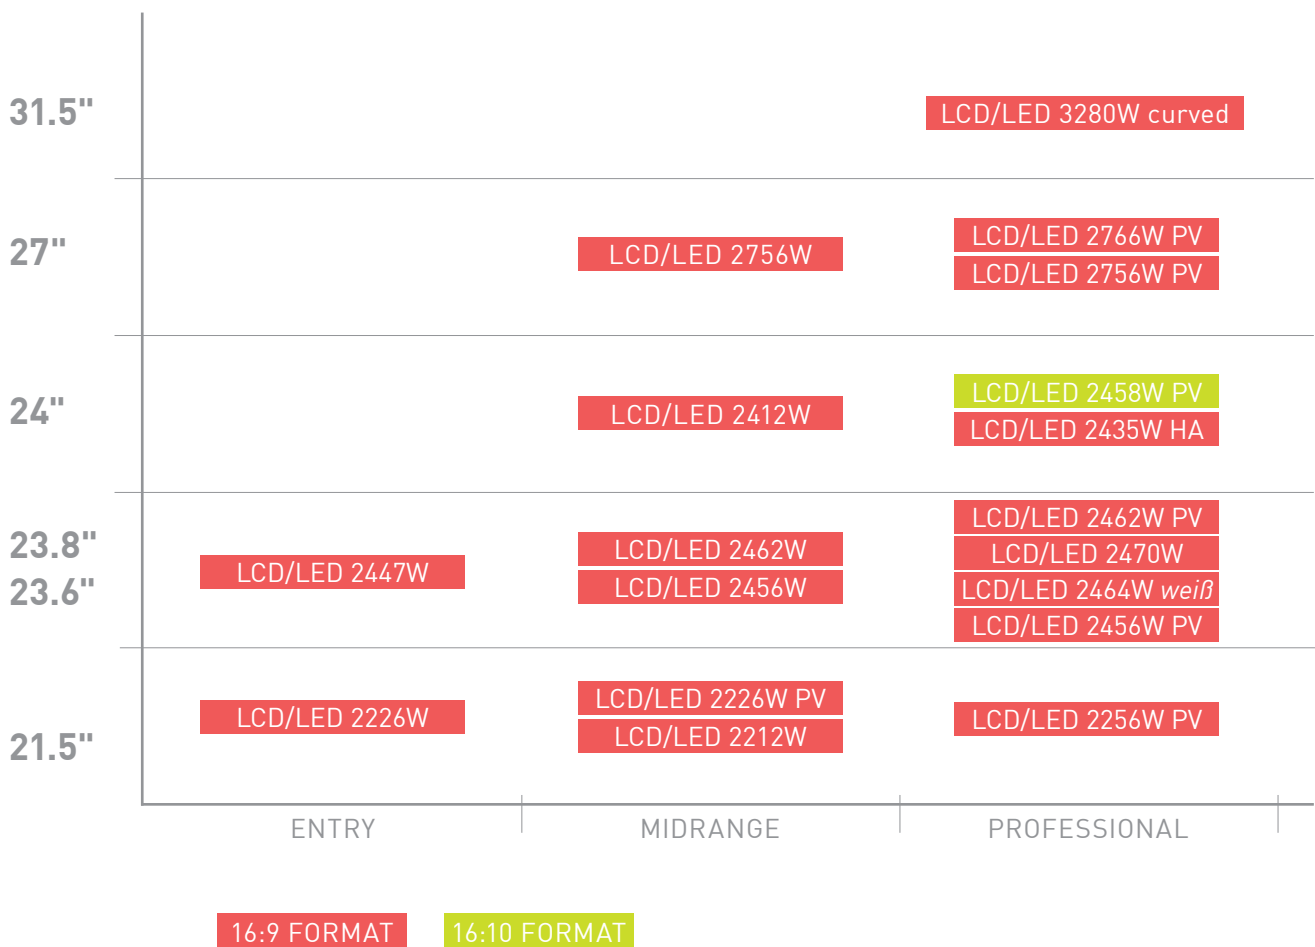 31.5"
LCD/LED 3280W curved
27"
LCD/LED 2756W
LCD/LED 2766W PV
LCD/LED 2756W PV
24"
LCD/LED 2412W
LCD/LED 2458W PV
LCD/LED 2435W HA
23.8"
23.6"
LCD/LED 2447W
LCD/LED 2462W
LCD/LED 2456W
LCD/LED 2462W PV
LCD/LED 2470W
LCD/LED 2464W weiß
LCD/LED 2456W PV
21.5"
LCD/LED 2226W
LCD/LED 2226W PV
LCD/LED 2212W
LCD/LED 2256W PV
ENTRY
MIDRANGE
PROFESSIONAL
16:9 FORMAT
16:10 FORMAT